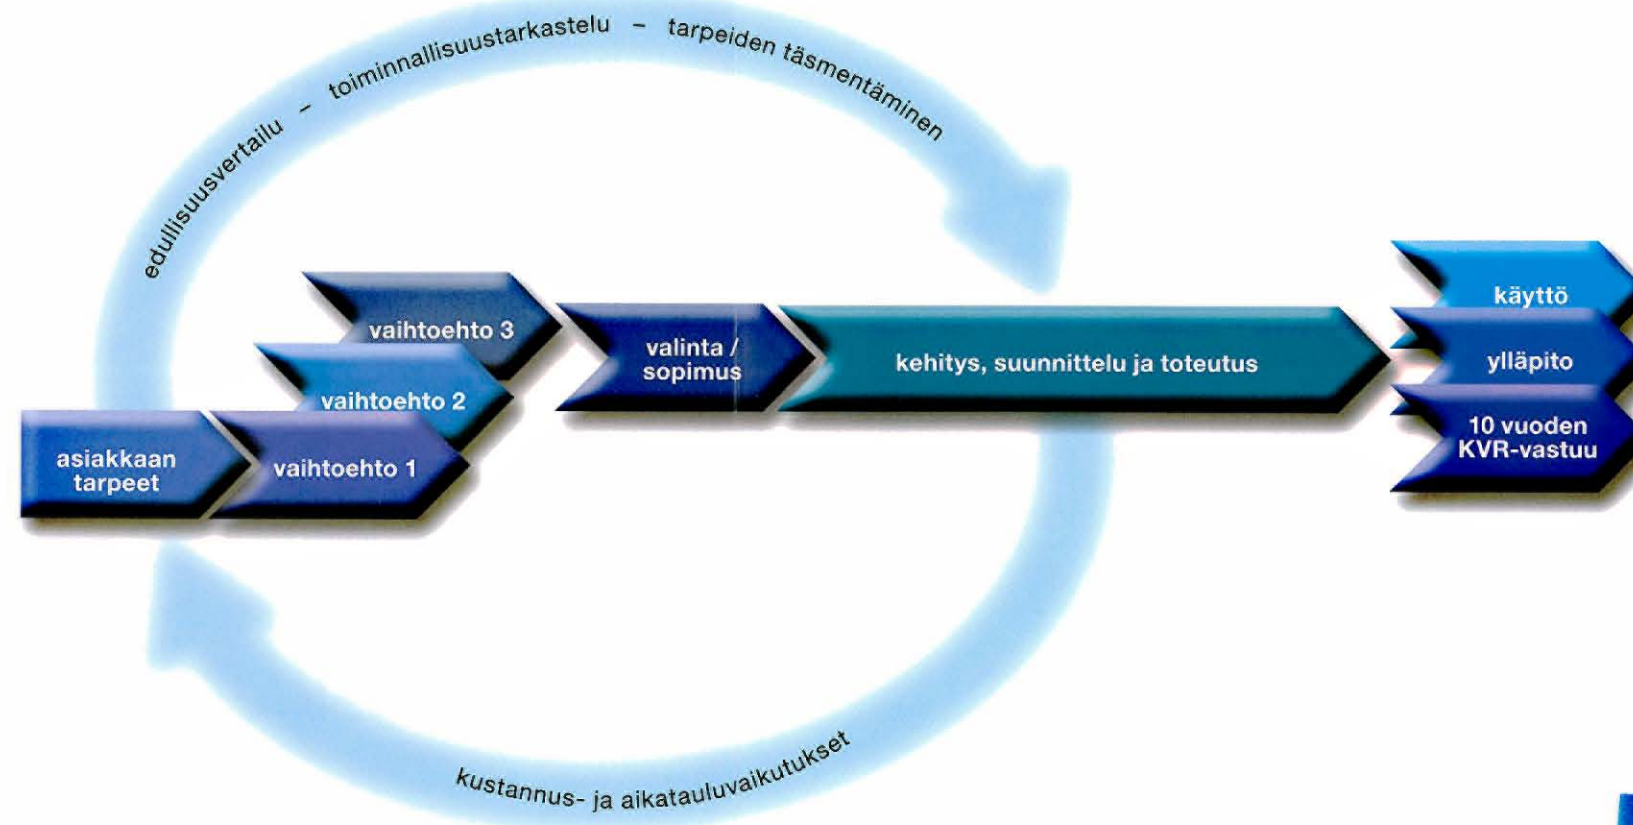 edullisuusvertailu – toiminnallisuustarkastelu – tarpeiden täsmentäminen
asiakkaan
tarpeet
vaihtoehto 1
vaihtoehto 2
vaihtoehto 3
valinta /
sopimus
kehitys, suunnittelu ja toteutus
käyttö
ylläpito
10 vuoden
KVR-vastuu
kustannus- ja aikatauluvaikutukset